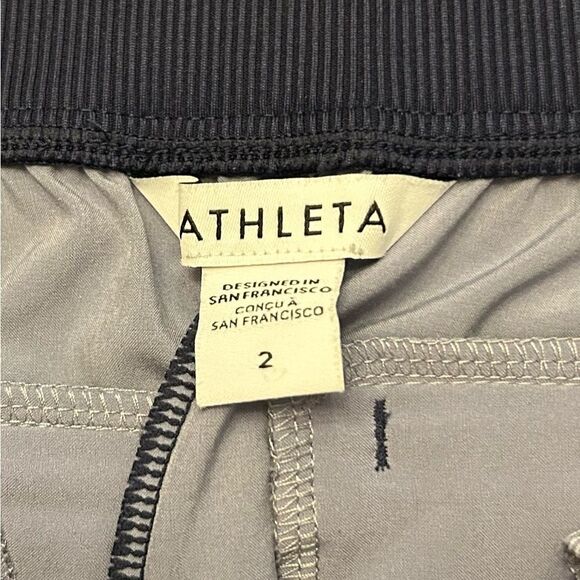 ATHLETA
DESIGNED IN
SAN FRANCISCO
CONÇU À
SAN FRANCISCO
2